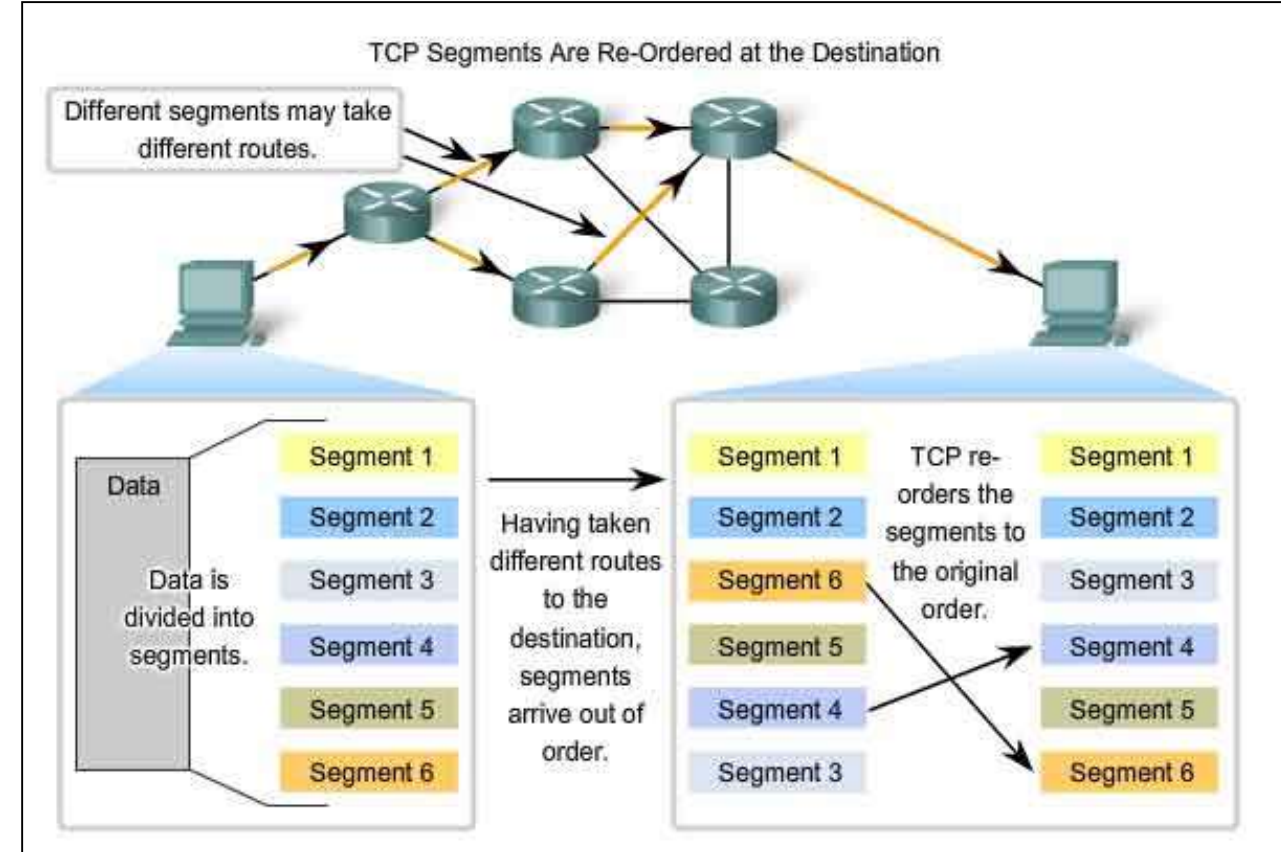 TCP Segments Are Re-Ordered at the Destination
Different segments may take
different routes.
Data
Data is
divided into
segments.
Segment 1
Segment 2
Segment 3
Segment 4
Segment 5
Segment 6
Having taken
different routes
to the
destination,
segments
arrive out of
order.
Segment 1
Segment 2
Segment 6
Segment 5
Segment 4
Segment 3
TCP re-
orders the
segments to
the original
order.
Segment 1
Segment 2
Segment 3
Segment 4
Segment 5
Segment 6